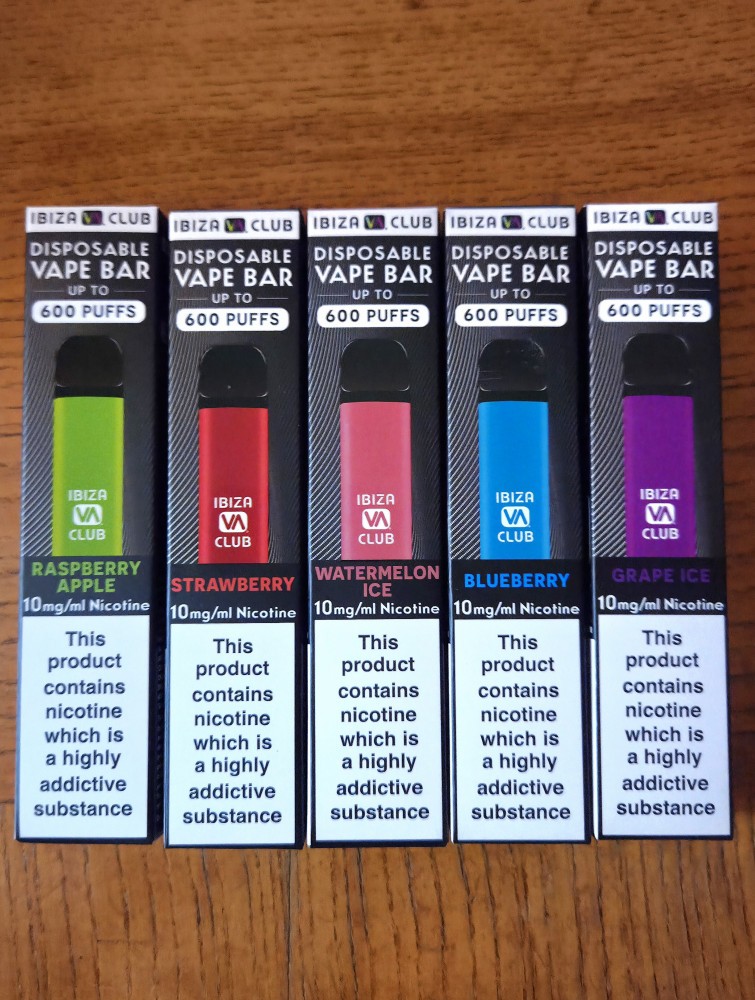 IBIZA VA CLUB
DISPOSABLE
VAPE BAR
UP TO
600 PUFFS
IBIZA
VA
CLUB
RASPBERRY
APPLE
10mg/ml Nicotine
This
product
contains
nicotine
which is
a highly
addictive
substance
IBIZA VA CLUB
DISPOSABLE
VAPE BAR
UP TO
600 PUFFS
IBIZA
VA
CLUB
STRAWBERRY
10mg/ml Nicotine
This
product
contains
nicotine
which is
a highly
addictive
substance
IBIZA VA CLUB
DISPOSABLE
VAPE BAR
UP TO
600 PUFFS
IBIZA
VA
CLUB
WATERMELON
ICE
10mg/ml Nicotine
This
product
contains
nicotine
which is
a highly
addictive
substance
IBIZA VA CLUB
DISPOSABLE
VAPE BAR
UP TO
600 PUFFS
IBIZA
VA
CLUB
BLUEBERRY
10mg/ml Nicotine
This
product
contains
nicotine
which is
a highly
addictive
substance
IBIZA VA CLUB
DISPOSABLE
VAPE BAR
UP TO
600 PUFFS
IBIZA
VA
CLUB
GRAPE ICE
10mg/ml Nicotine
This
product
contains
nicotine
which is
a highly
addictive
substance